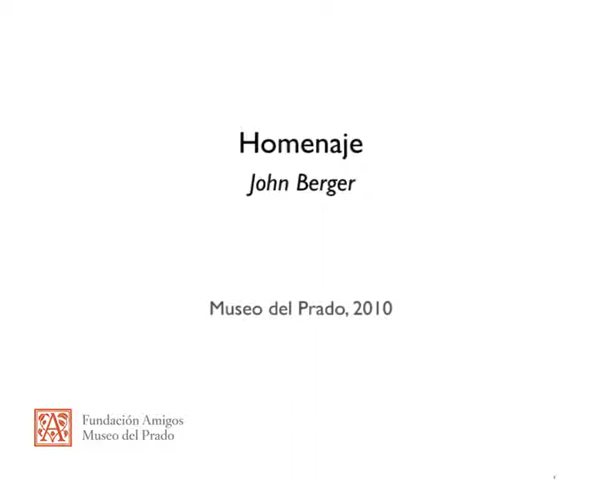 Homenaje
John Berger
Museo del Prado, 2010
Fundación Amigos
Museo del Prado